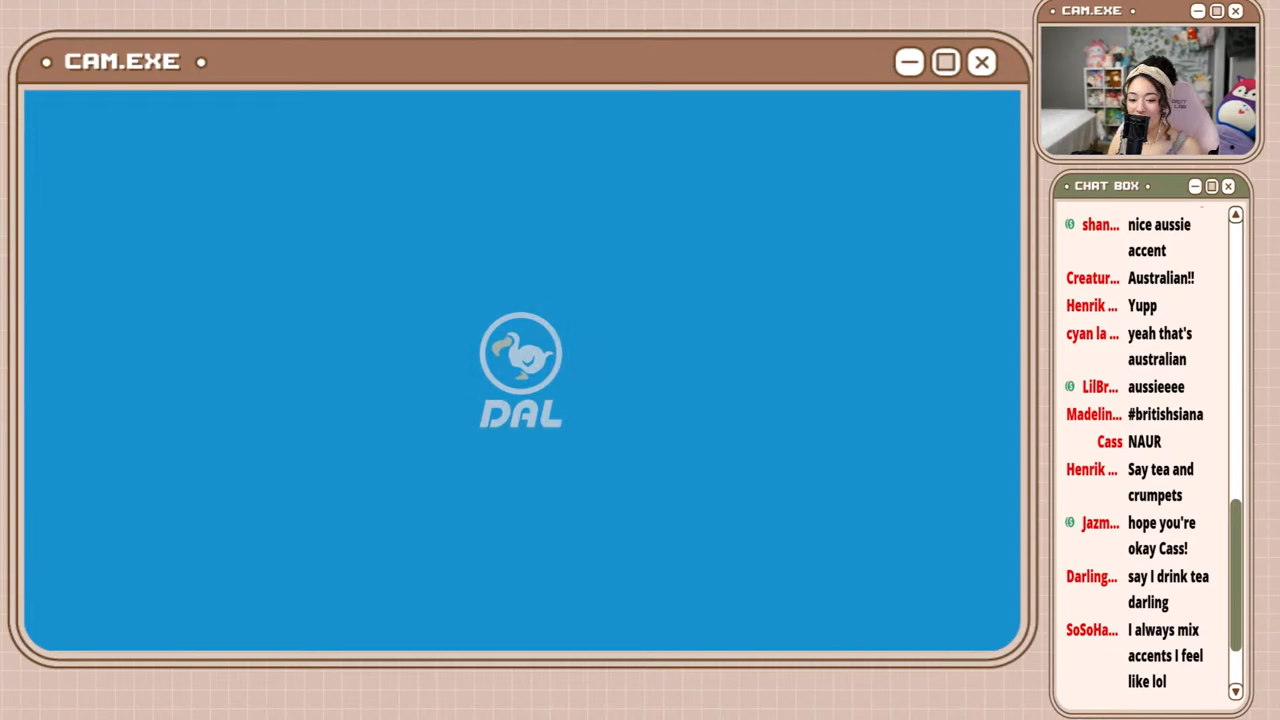 CAM.EXE
DAL
CAM.EXE
CHAT BOX
shan... nice aussie
accent
Creatur... Australian!!
Henrik ... Yupp
cyan la ... yeah that's
australian
LilBr... aussieeee
Madelin... #britishsiana
Cass NAUR
Henrik ... Say tea and
crumpets
Jazm... hope you're
okay Cass!
Darling... say I drink tea
darling
SoSoHa... I always mix
accents I feel
like lol